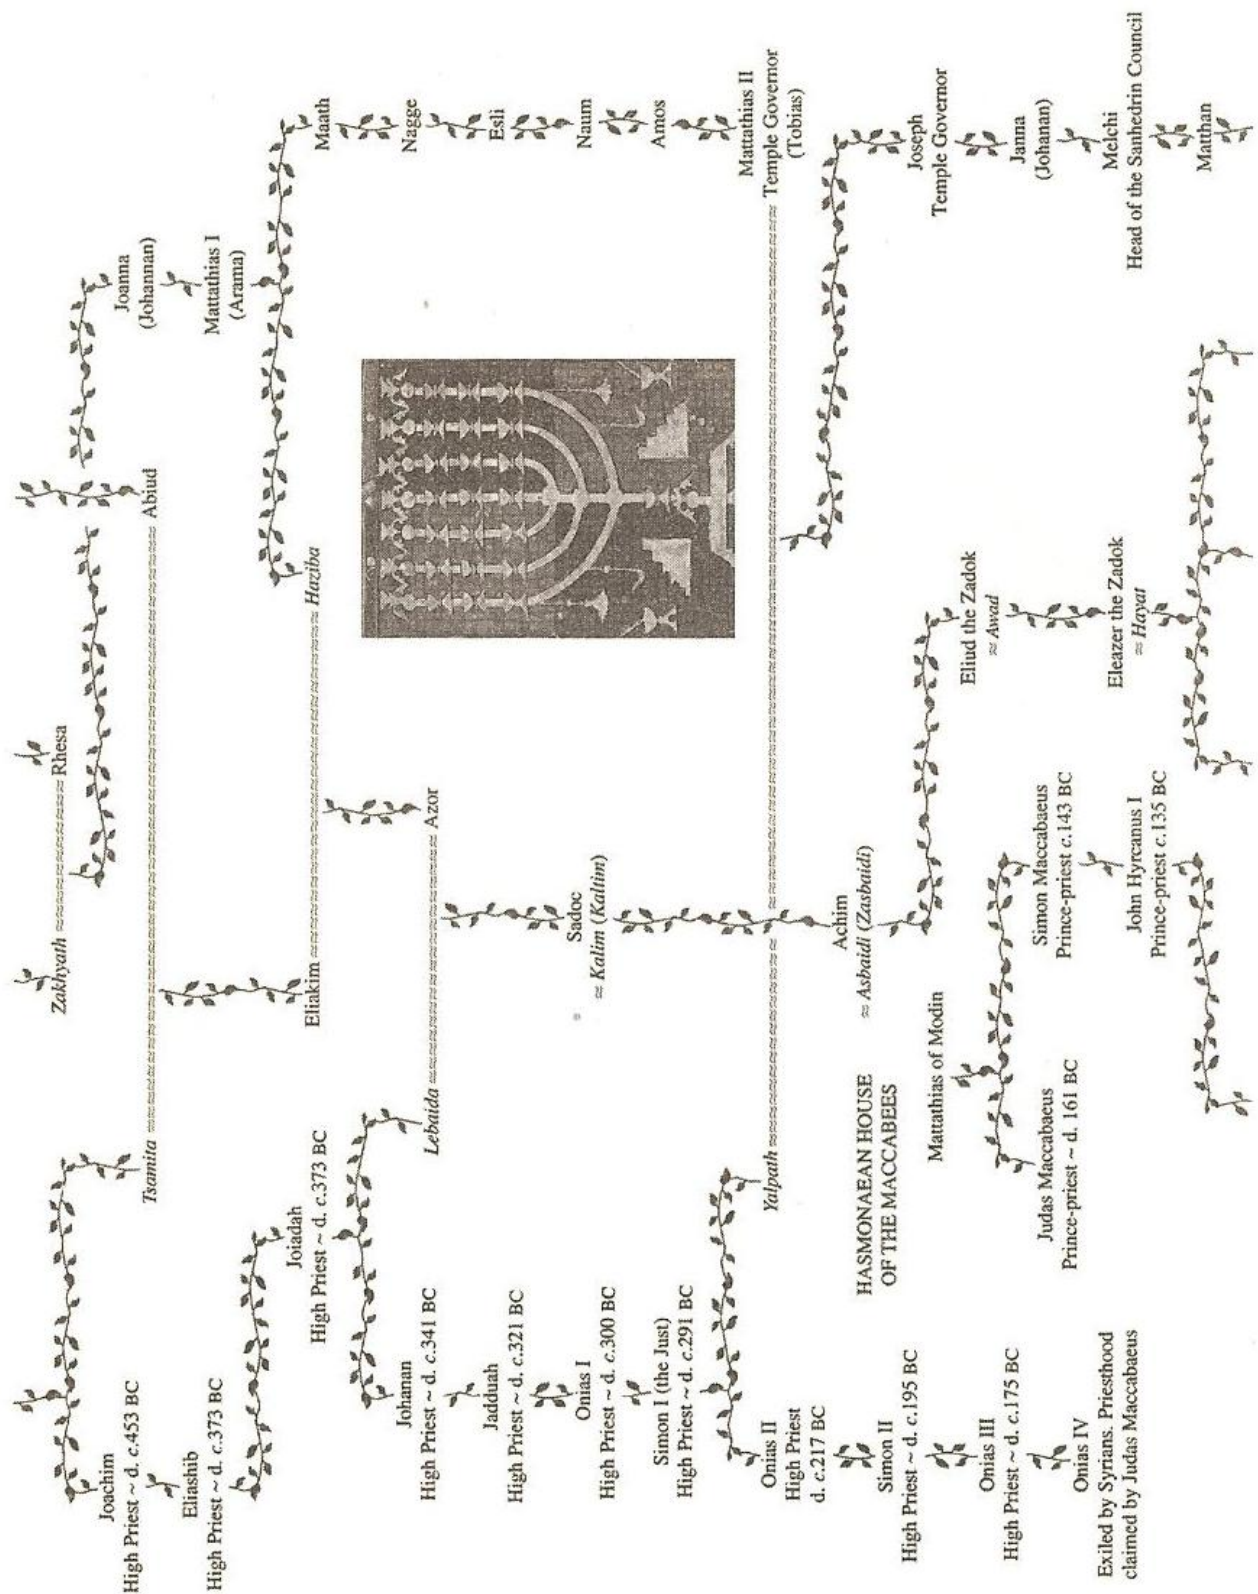 Zakhyath
Rhesa
Joachim
High Priest ~ d. c.453 BC
Tsamita
Abiud
Joanna
(Johannan)
Eliashib
High Priest ~ d. c.373 BC
Mattathias I
(Arama)
Joiadah
High Priest ~ d. c.373 BC
Eliakim
Haziba
Maath
Johanan
High Priest ~ d. c.341 BC
Lebaida
Azor
Nagge
Jadduah
High Priest ~ d. c.321 BC
Esli
Onias I
High Priest ~ d. c.300 BC
Sadoc
≈ Kalim (Kaltim)
Naum
Simon I (the Just)
High Priest ~ d. c.291 BC
Amos
Onias II
High Priest
d. c.217 BC
Yalpath
Mattathias II
Temple Governor
(Tobias)
Simon II
High Priest ~ d. c.195 BC
HASMONAEAN HOUSE
OF THE MACCABEES
Achim
≈ Asbaidi (Zasbaidi)
Joseph
Temple Governor
Onias III
High Priest ~ d. c.175 BC
Mattathias of Modin
Eliud the Zadok
≈ Awad
Janna
(Johanan)
Onias IV
Exiled by Syrians. Priesthood
claimed by Judas Maccabaeus
Judas Maccabaeus
Prince-priest ~ d. 161 BC
Simon Maccabaeus
Prince-priest c.143 BC
Melchi
Head of the Sanhedrin Council
John Hyrcanus I
Prince-priest c.135 BC
Eleazer the Zadok
≈ Hayat
Matthan